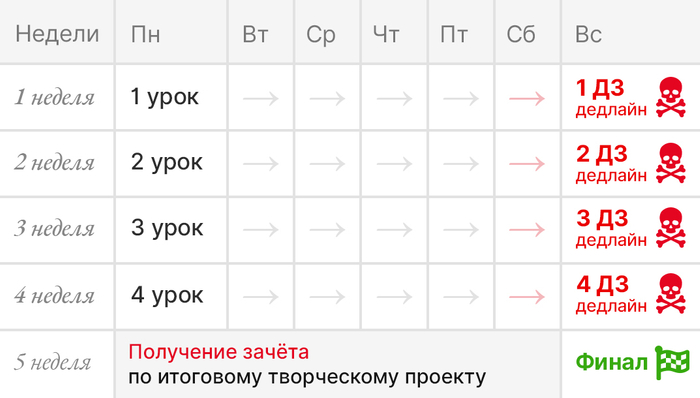 Недели Пн Вт Ср Чт Пт Сб Вс
1 неделя 1 урок → → → → → 1 ДЗ
дедлайн
2 неделя 2 урок → → → → → 2 ДЗ
дедлайн
3 неделя 3 урок → → → → → 3 ДЗ
дедлайн
4 неделя 4 урок → → → → → 4 ДЗ
дедлайн
5 неделя Получение зачёта Финал
по итоговому творческому проекту